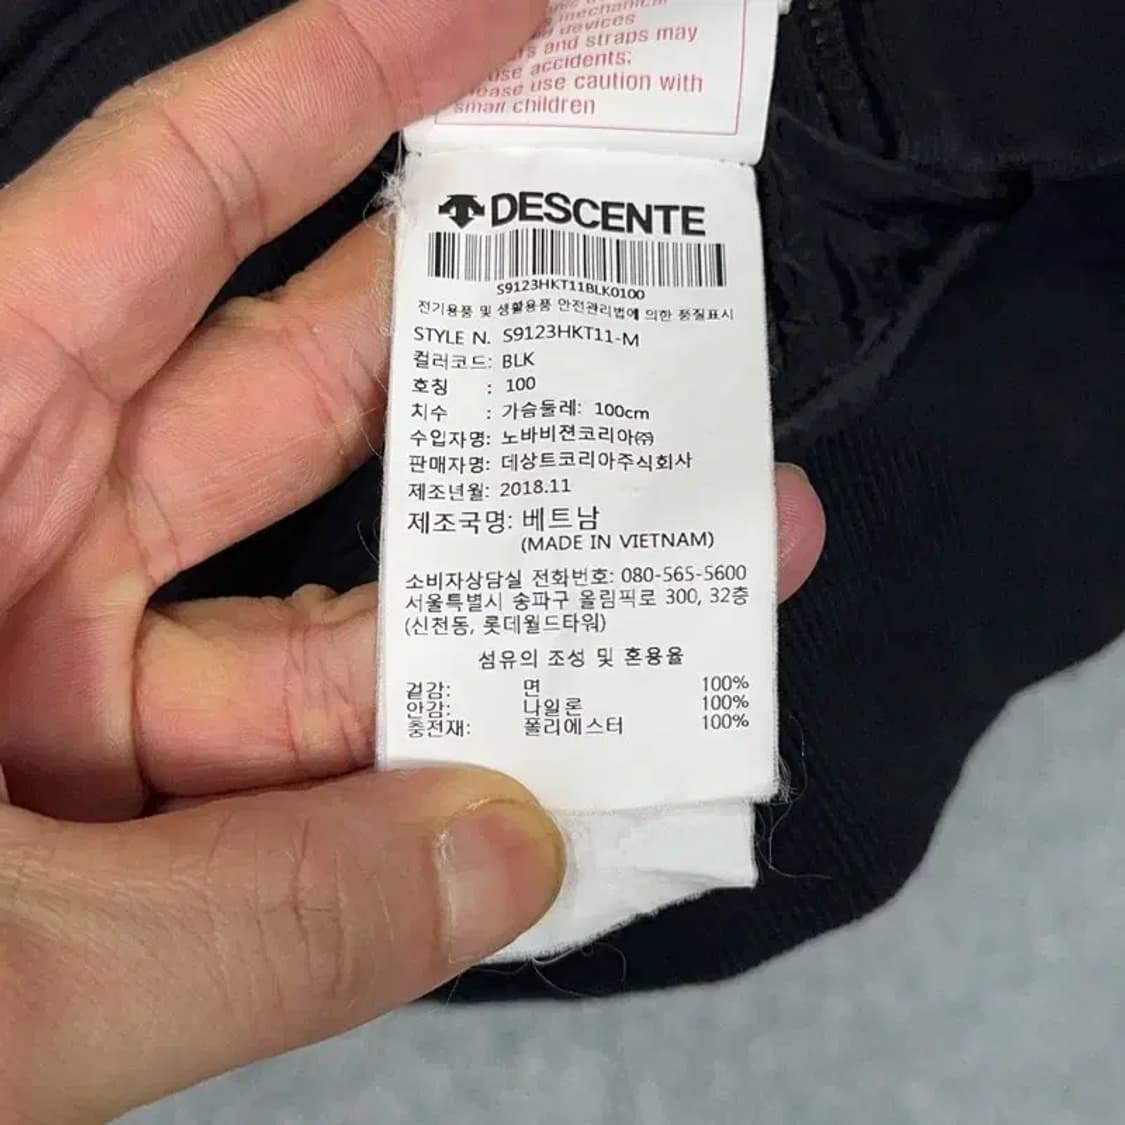 mechanical
devices
and straps may
accidents;
please use caution with
small children
DESCENTE
S9123HKT11BLK0100
전기용품 및 생활용품 안전관리법에 의한 품질표시
STYLE N. S9123HKT11-M
컬러코드: BLK
호칭 : 100
치수 : 가슴둘레: 100cm
수입자명: 노바비젼코리아㈜
판매자명: 데상트코리아주식회사
제조년월: 2018.11
제조국명: 베트남
(MADE IN VIETNAM)
소비자상담실 전화번호: 080-565-5600
서울특별시 송파구 올림픽로 300, 32층
(신천동, 롯데월드타워)
섬유의 조성 및 혼용율
겉감: 면 100%
안감: 나일론 100%
충전재: 폴리에스터 100%